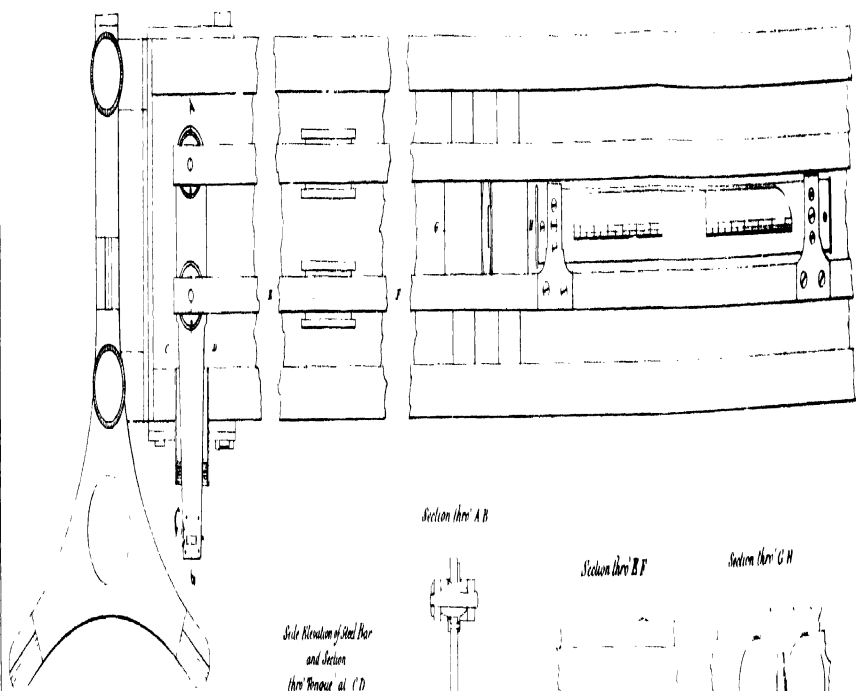 A
G
H
E
F
C
D
Section thro' A B
Section thro' E F
Section thro' G H
Side Elevation of Steel Bar
and Section
thro' Tongue at C D